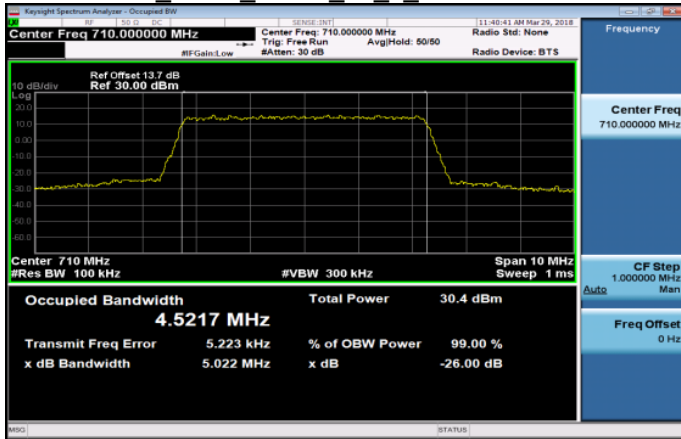 Keysight Spectrum Analyzer - Occupied BW
RF 50 Ω DC SENSE:INT 11:40:41 AM Mar 29, 2018
Center Freq 710.000000 MHz
Center Freq: 710.000000 MHz
Radio Std: None
Trig: Free Run Avg|Hold: 50/50
#IFGain:Low #Atten: 30 dB Radio Device: BTS
Ref Offset 13.7 dB
10 dB/div Ref 30.00 dBm
Log
20.0
10.0
0.00
-10.0
-20.0
-30.0
-40.0
-50.0
-60.0
Center 710 MHz Span 10 MHz
#Res BW 100 kHz #VBW 300 kHz Sweep 1 ms
Occupied Bandwidth Total Power 30.4 dBm
4.5217 MHz
Transmit Freq Error 5.223 kHz % of OBW Power 99.00 %
x dB Bandwidth 5.022 MHz x dB -26.00 dB
MSG STATUS
Frequency
Center Freq
710.000000 MHz
CF Step
1.000000 MHz
Auto Man
Freq Offset
0 Hz